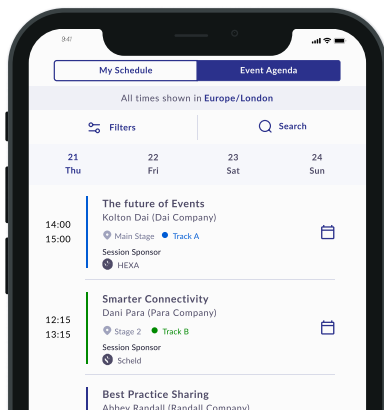 9:41
My Schedule
Event Agenda
All times shown in Europe/London
Filters
Search
21 22 23 24
Thu Fri Sat Sun
14:00
15:00
The future of Events
Kolton Dai (Dai Company)
Main Stage Track A
Session Sponsor
HEXA
12:15
13:15
Smarter Connectivity
Dani Para (Para Company)
Stage 2 Track B
Session Sponsor
Scheld
Best Practice Sharing
Abbey Randall (Randall Company)